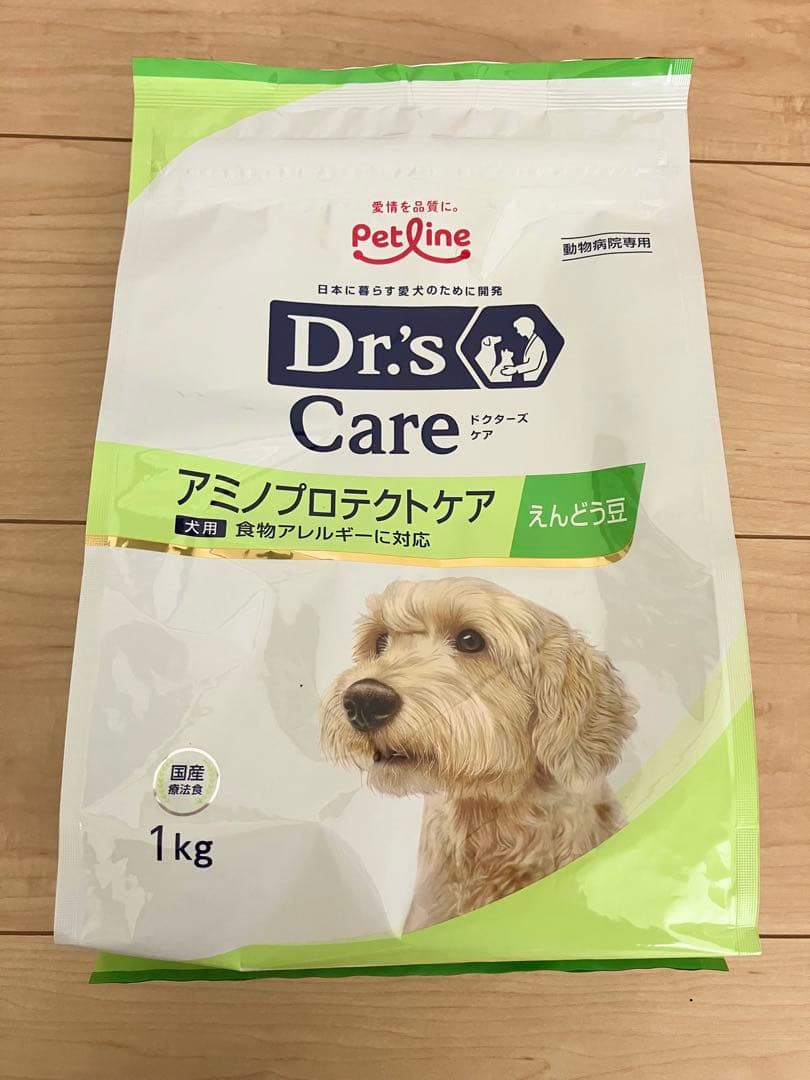 愛情を品質に。
Petline
動物病院専用
日本に暮らす愛犬のために開発
Dr.'s
Care
ドクターズ
ケア
アミノプロテクトケア
えんどう豆
犬用 食物アレルギーに対応
国産
療法食
1kg